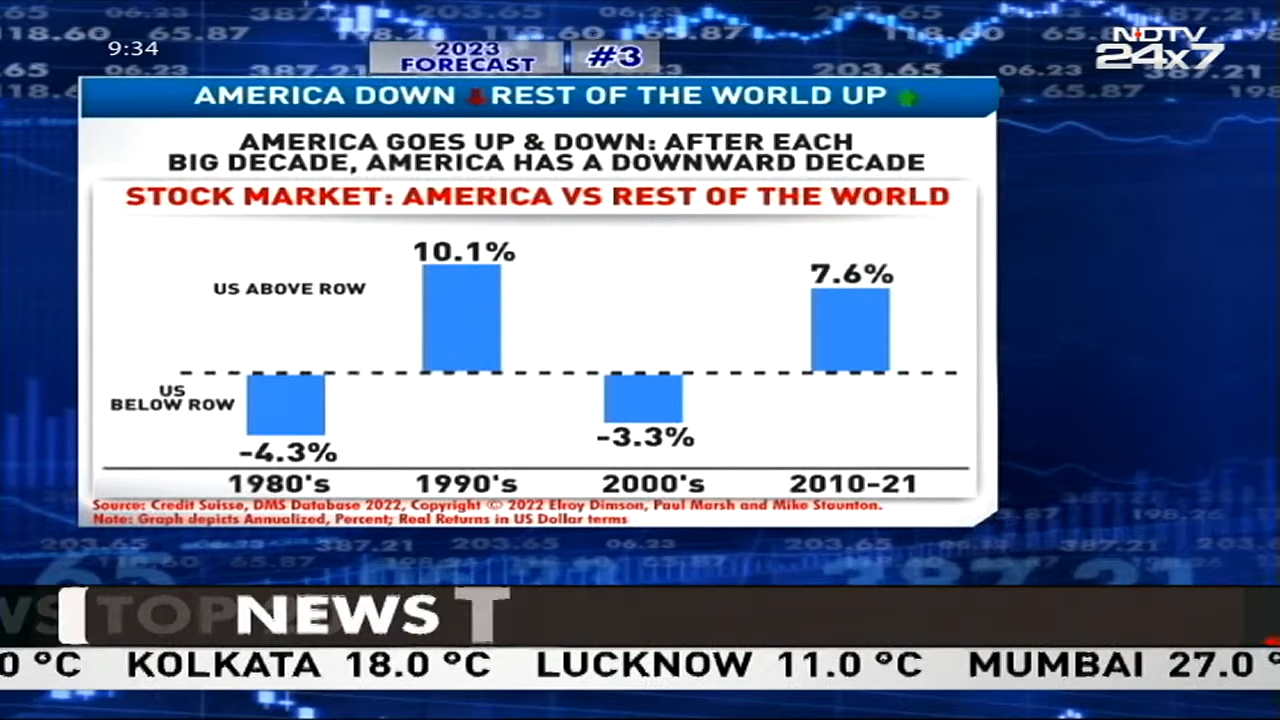 9:34
2023
FORECAST
#3
NDTV
24x7
AMERICA DOWN REST OF THE WORLD UP
AMERICA GOES UP & DOWN: AFTER EACH
BIG DECADE, AMERICA HAS A DOWNWARD DECADE
STOCK MARKET: AMERICA VS REST OF THE WORLD
10.1%
7.6%
US ABOVE ROW
US
BELOW ROW
-4.3%
-3.3%
1980's 1990's 2000's 2010-21
Source: Credit Suisse, DMS Database 2022, Copyright © 2022 Elroy Dimson, Paul Marsh and Mike Staunton.
Note: Graph depicts Annualized, Percent; Real Returns in US Dollar terms
TOP NEWS T
0 °C KOLKATA 18.0 °C LUCKNOW 11.0 °C MUMBAI 27.0 °